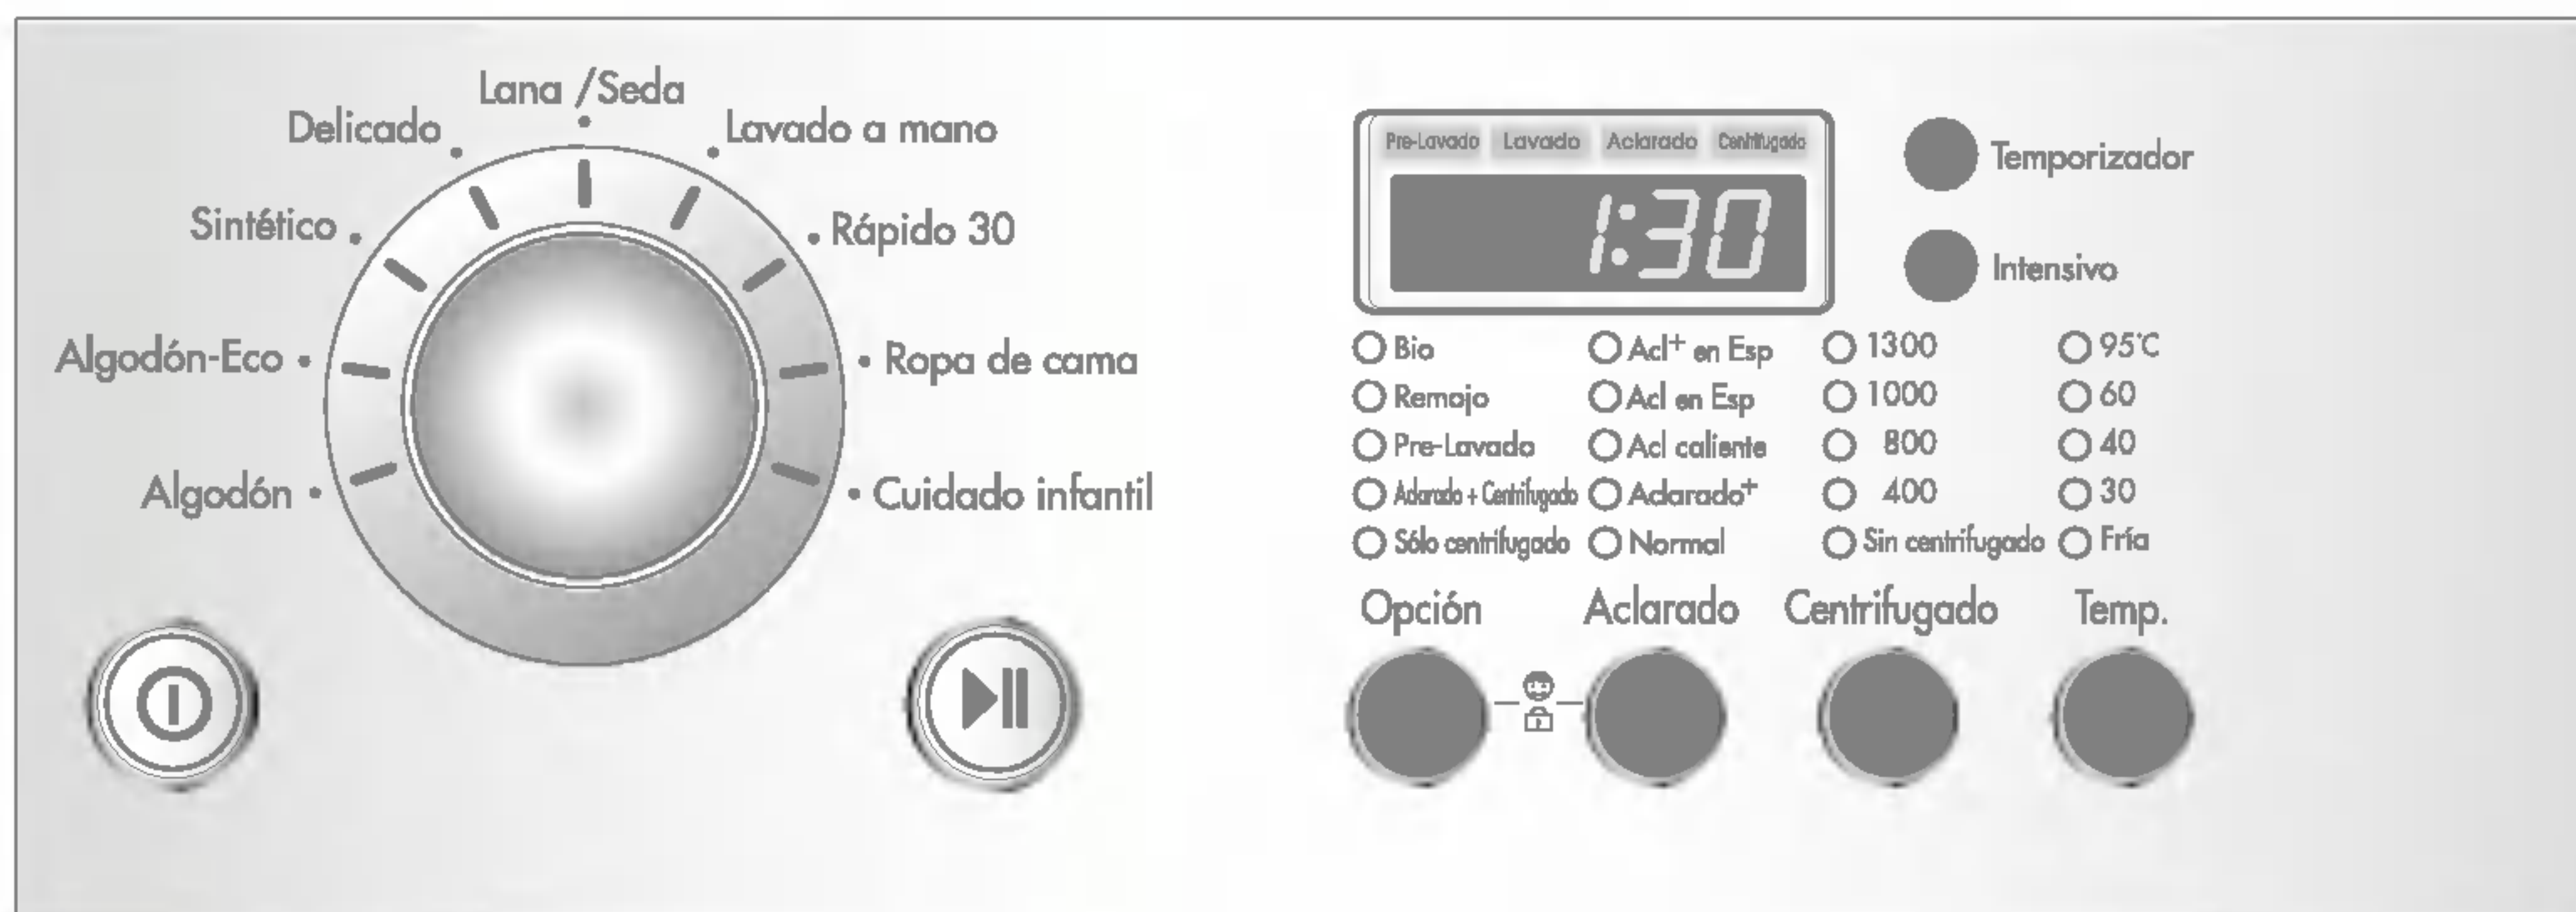 Lana /Seda
Delicado
Lavado a mano
Sintético
Rápido 30
Algodón-Eco
Ropa de cama
Algodón
Cuidado infantil
Pre-Lavado Lavado Aclarado Centrifugado
1:30
Temporizador
Intensivo
Bio
Remojo
Pre-Lavado
Aclarado + Centrifugado
Sólo centrifugado
Opción
Acl+ en Esp
Acl en Esp
Acl caliente
Aclarado+
Normal
Aclarado
1300
1000
800
400
Sin centrifugado
Centrifugado
95°C
60
40
30
Fría
Temp.